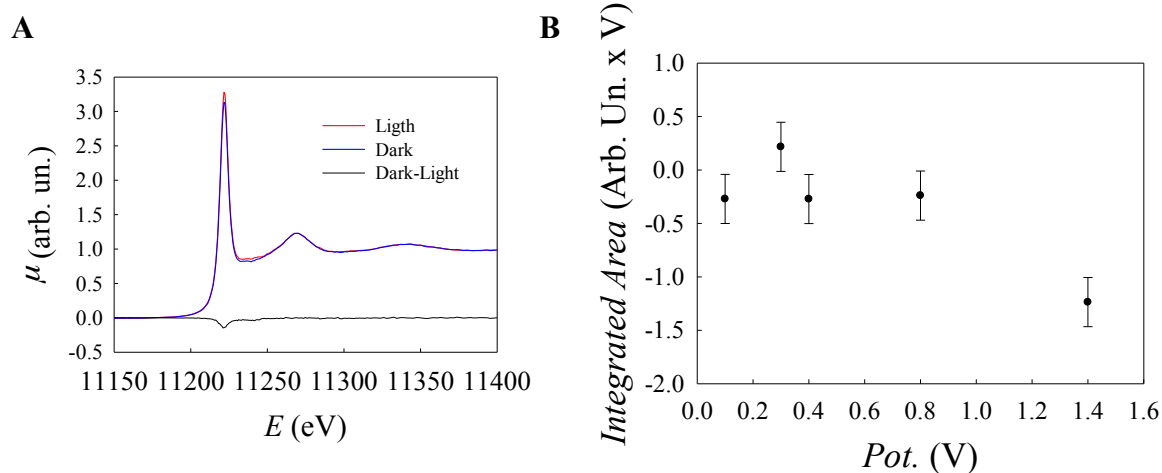 A
3.5
3.0
2.5
2.0
1.5
1.0
0.5
0.0
-0.5
μ (arb. un.)
Ligth
Dark
Dark-Light
11150 11200 11250 11300 11350 11400
E (eV)
B
1.0
0.5
0.0
-0.5
-1.0
-1.5
-2.0
Integrated Area (Arb. Un. x V)
0.0 0.2 0.4 0.6 0.8 1.0 1.2 1.4 1.6
Pot. (V)